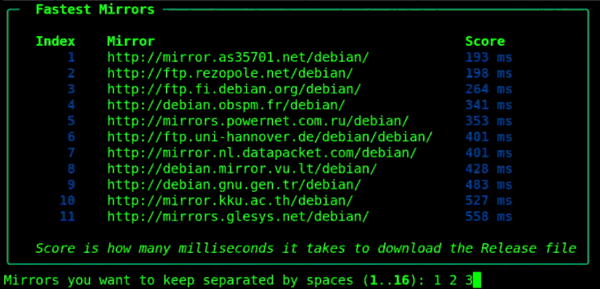 Fastest Mirrors
Index Mirror Score
1 http://mirror.as35701.net/debian/ 193 ms
2 http://ftp.rezopole.net/debian/ 198 ms
3 http://ftp.fi.debian.org/debian/ 264 ms
4 http://debian.obspm.fr/debian/ 341 ms
5 http://mirrors.powernet.com.ru/debian/ 353 ms
6 http://ftp.uni-hannover.de/debian/debian/ 401 ms
7 http://mirror.nl.datapacket.com/debian/ 401 ms
8 http://debian.mirror.vu.lt/debian/ 428 ms
9 http://debian.gnu.gen.tr/debian/ 483 ms
10 http://mirror.kku.ac.th/debian/ 527 ms
11 http://mirrors.glesys.net/debian/ 558 ms
Score is how many milliseconds it takes to download the Release file
Mirrors you want to keep separated by spaces (1..16): 1 2 3